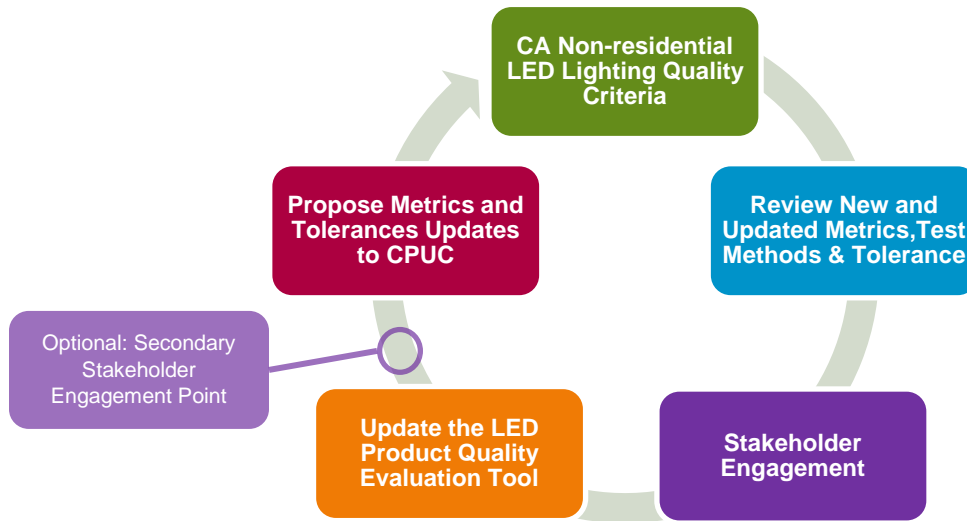 CA Non-residential
LED Lighting Quality
Criteria
Review New and
Updated Metrics,Test
Methods & Tolerance
Stakeholder
Engagement
Update the LED
Product Quality
Evaluation Tool
Optional: Secondary
Stakeholder
Engagement Point
Propose Metrics and
Tolerances Updates
to CPUC